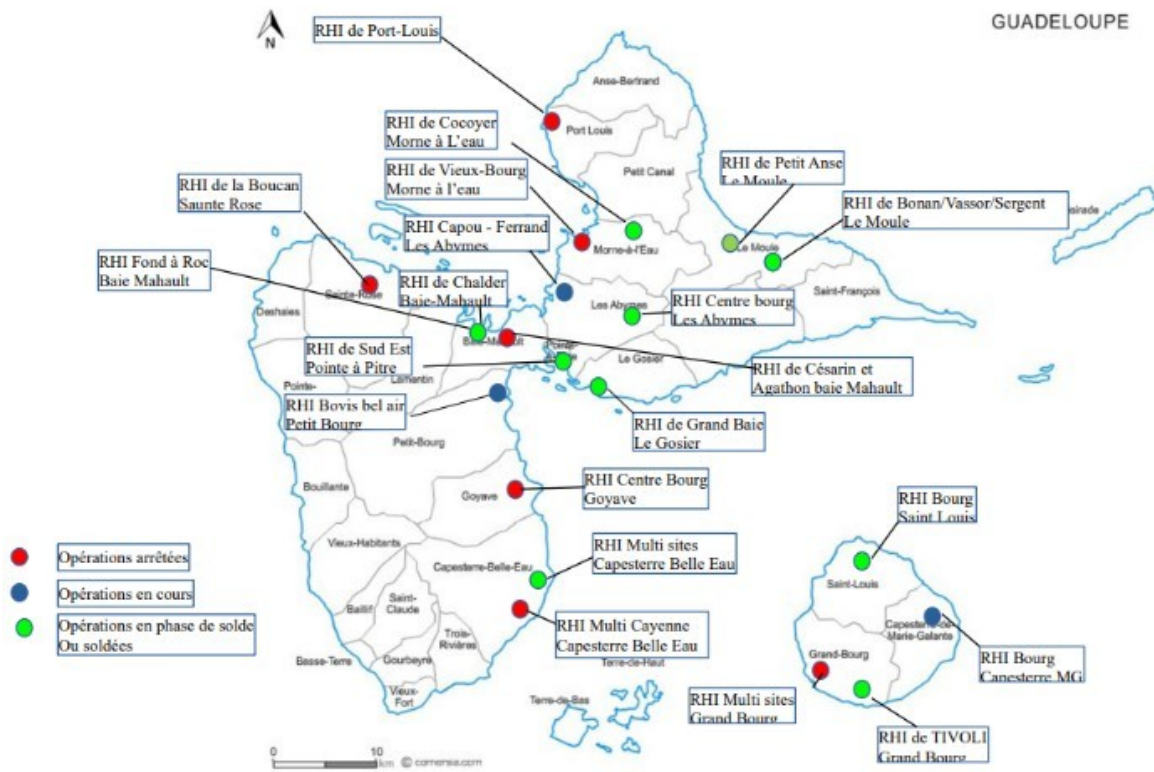 GUADELOUPE
N
RHI de Port-Louis
Anse-Bertrand
Port Louis
RHI de Cocoyer
Morne à L'eau
Petit Canal
RHI de Petit Anse
Le Moule
RHI de Vieux-Bourg
Morne à l'eau
RHI de la Boucan
Saunte Rose
RHI de Bonan/Vassor/Sergent
Le Moule
RHI Capou - Ferrand
Les Abymes
Morne-à-l'Eau
Le Moule
RHI Fond à Roc
Baie Mahault
RHI de Chalder
Baie-Mahault
Sainte-Rose
Saint-François
Les Abymes
RHI Centre bourg
Les Abymes
Deshaies
RHI de Sud Est
Pointe à Pitre
Le Gosier
RHI de Césarin et
Agathon baie Mahault
Lamentin
Pointe-
RHI Bovis bel air
Petit Bourg
RHI de Grand Baie
Le Gosier
Petit-Bourg
Bouillante
Goyave
RHI Centre Bourg
Goyave
RHI Bourg
Saint Louis
Vieux-Habitants
RHI Multi sites
Capesterre Belle Eau
Capesterre-Belle-Eau
Opérations arrêtées
Opérations en cours
Opérations en phase de solde
Ou soldées
Saint-Louis
Saint-
Claude
Baillif
RHI Multi Cayenne
Capesterre Belle Eau
Capesterre-de-
Marie-Galante
Trois-
Rivières
Basse-Terre
Gourbeyre
Terre-de-Haut
Grand-Bourg
RHI Bourg
Capesterre MG
Vieux-
Fort
Terre-de-Bas
RHI Multi sites
Grand Bourg
RHI de TIVOLI
Grand Bourg
0 10
km © comersis.com